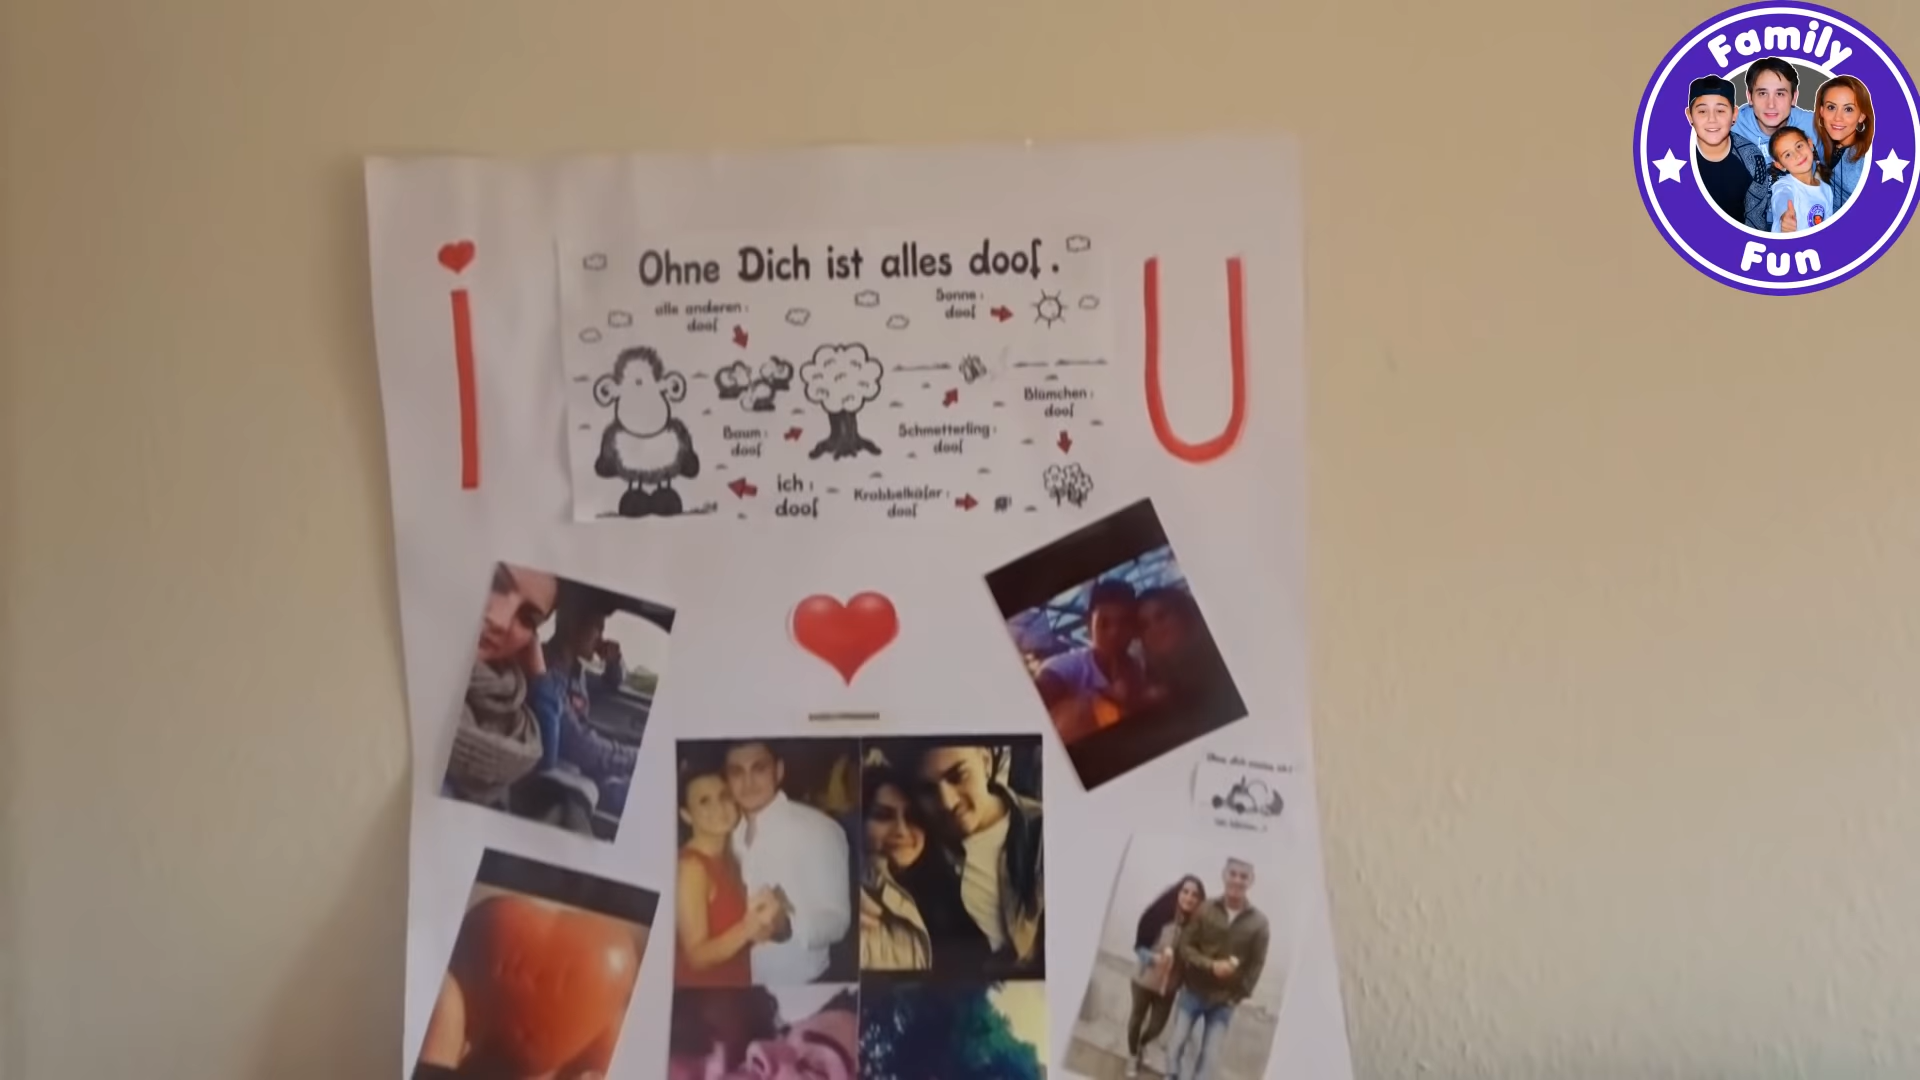 Family
Fun
i U
Ohne Dich ist alles doof.
alle anderen:
doof
Sonne:
doof
Blümchen:
doof
Baum:
doof
Schmetterling:
doof
ich:
doof
Krabbelkäfer:
doof